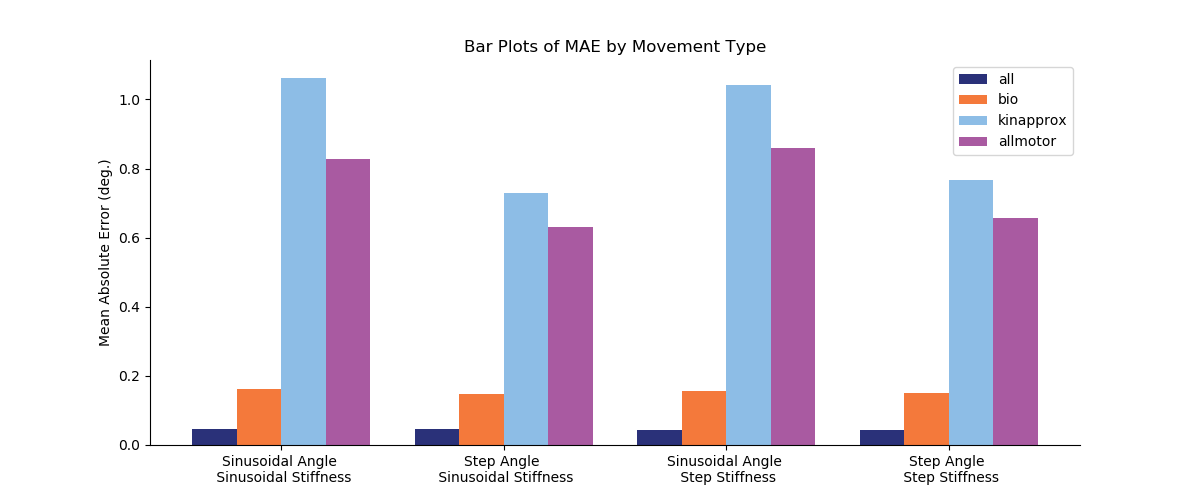 Bar Plots of MAE by Movement Type
Mean Absolute Error (deg.)
1.0
0.8
0.6
0.4
0.2
0.0
all
bio
kinapprox
allmotor
Sinusoidal Angle
Sinusoidal Stiffness
Step Angle
Sinusoidal Stiffness
Sinusoidal Angle
Step Stiffness
Step Angle
Step Stiffness